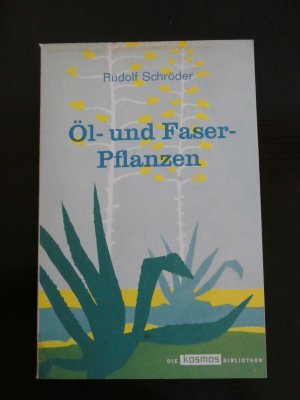 Rudolf Schröder
Öl- und Faser-
Pflanzen
DIE kosmos BIBLIOTHEK